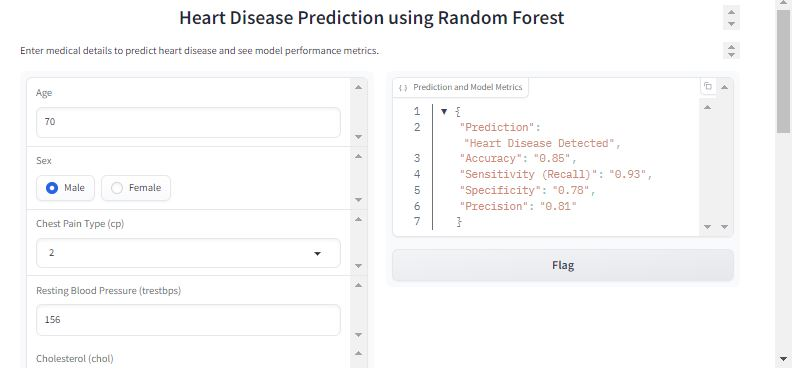 Heart Disease Prediction using Random Forest
Enter medical details to predict heart disease and see model performance metrics.
Age
70
Sex
Male Female
Chest Pain Type (cp)
2
Resting Blood Pressure (trestbps)
156
Cholesterol (chol)
{ } Prediction and Model Metrics
1 {
2 "Prediction":
"Heart Disease Detected",
3 "Accuracy": "0.85",
4 "Sensitivity (Recall)": "0.93",
5 "Specificity": "0.78",
6 "Precision": "0.81"
7 }
Flag